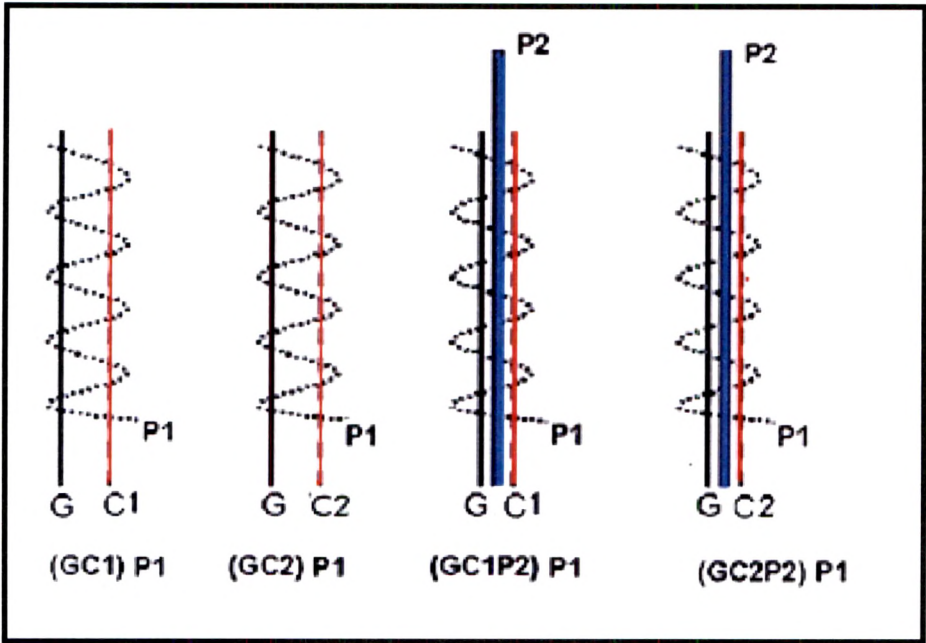 P2 P2
P1 P1 P1 P1
G C1 G C2 G C1 G C2
(GC1) P1 (GC2) P1 (GC1P2) P1 (GC2P2) P1